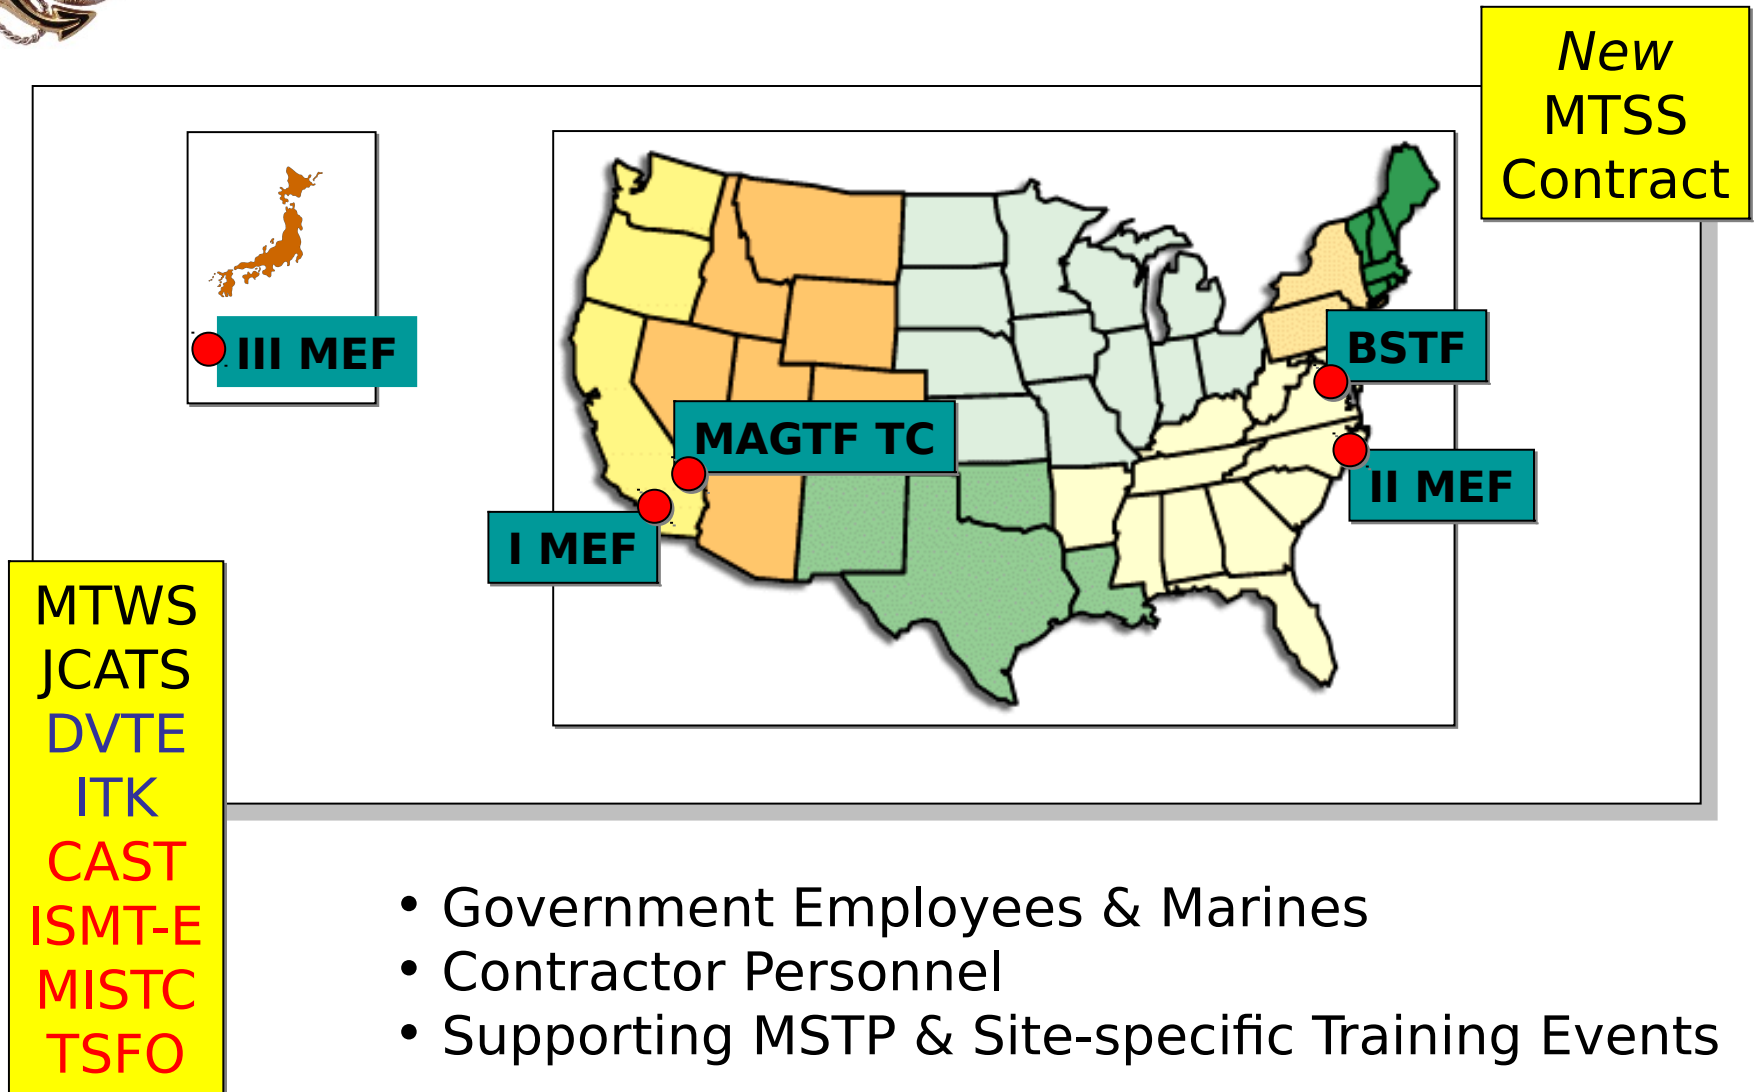 New
MTSS
Contract
III MEF
BSTF
MAGTF TC
II MEF
I MEF
MTWS
JCATS
DVTE
ITK
CAST
ISMT-E
MISTC
TSFO
• Government Employees & Marines
• Contractor Personnel
• Supporting MSTP & Site-specific Training Events